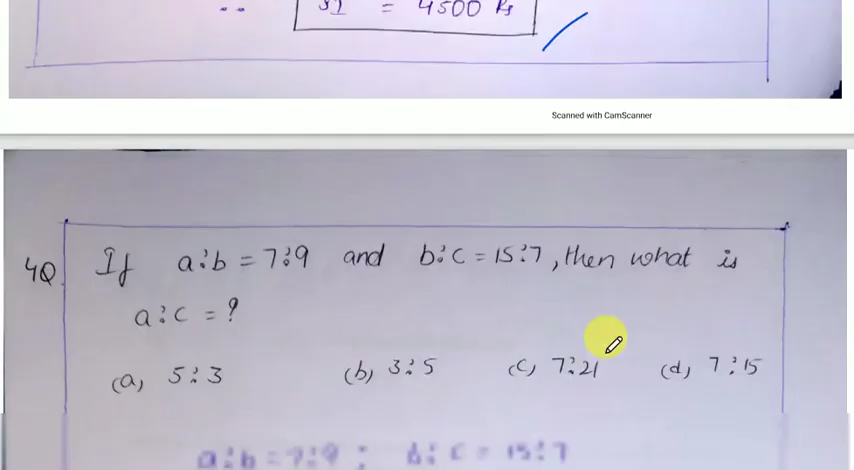 SI = 4500 Rs
Scanned with CamScanner
4Q. If a:b = 7:9 and b:c = 15:7, then what is
a:c = ?
(a) 5:3 (b) 3:5 (c) 7:21 (d) 7:15
a:b = 7:9 ; b:c = 15:7